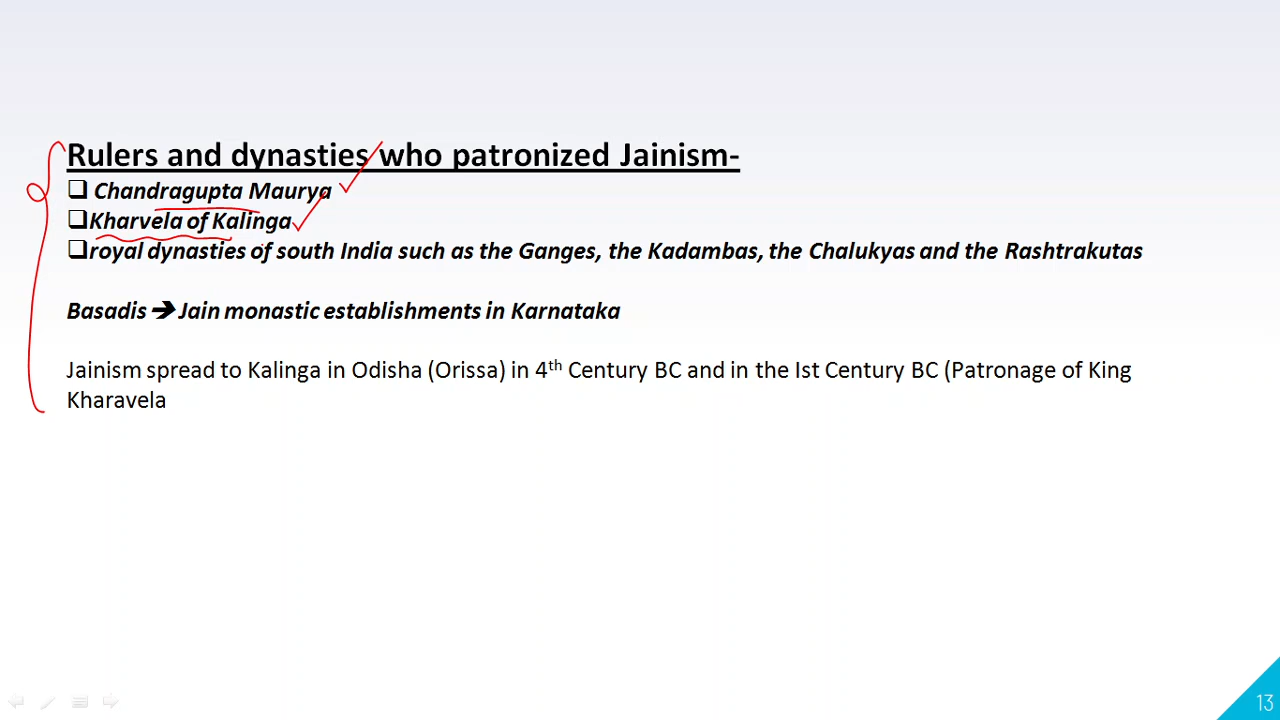 Rulers and dynasties who patronized Jainism-
❑ Chandragupta Maurya
❑Kharvela of Kalinga
❑royal dynasties of south India such as the Ganges, the Kadambas, the Chalukyas and the Rashtrakutas
Basadis ➔ Jain monastic establishments in Karnataka
Jainism spread to Kalinga in Odisha (Orissa) in 4th Century BC and in the Ist Century BC (Patronage of King
Kharavela
13